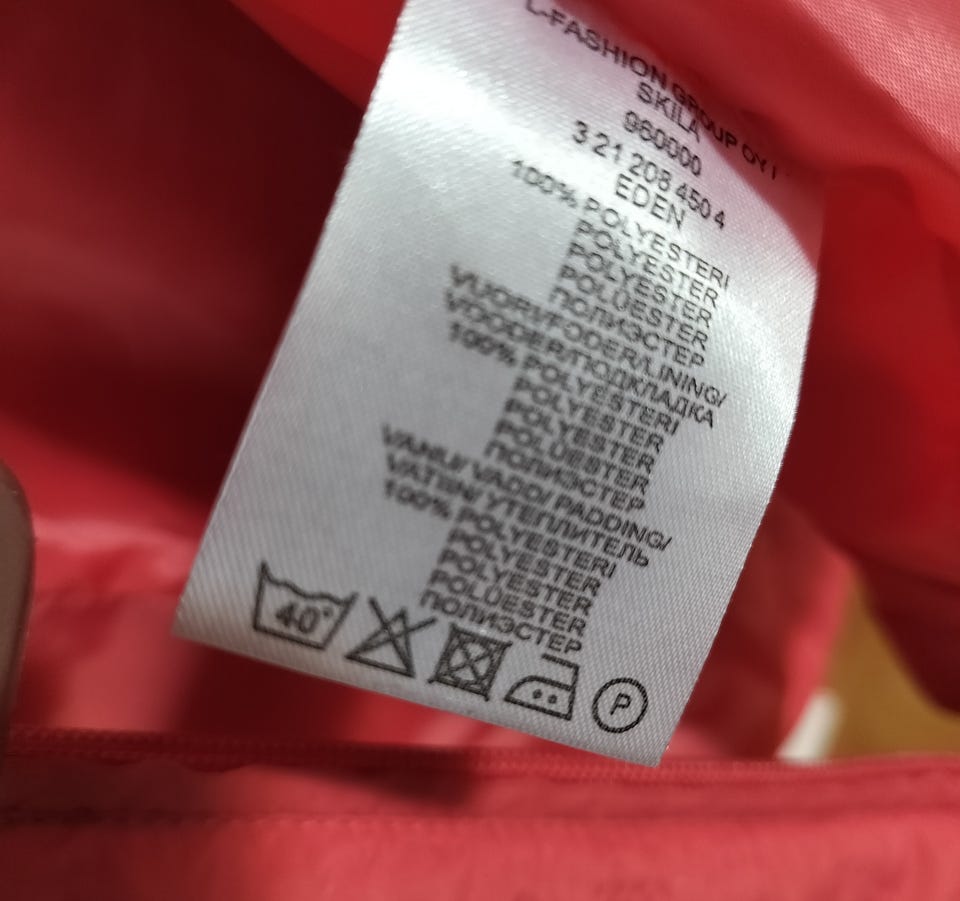 L-FASHION GROUP OY
SKILA
960000
3 21 208 450 4
EDEN
100% POLYESTERI
POLYESTER
POLYESTER
POLÜESTER
ПОЛИЭСТЕР
VUORI/FODER/LINING/
VOODER/ПОДКЛАДКА
100% POLYESTERI
POLYESTER
POLYESTER
POLÜESTER
ПОЛИЭСТЕР
VANU/ VADD/ PADDING/
VATIIN/ УТЕПЛИТЕЛЬ
100% POLYESTERI
POLYESTER
POLYESTER
POLÜESTER
ПОЛИЭСТЕР
40°
P